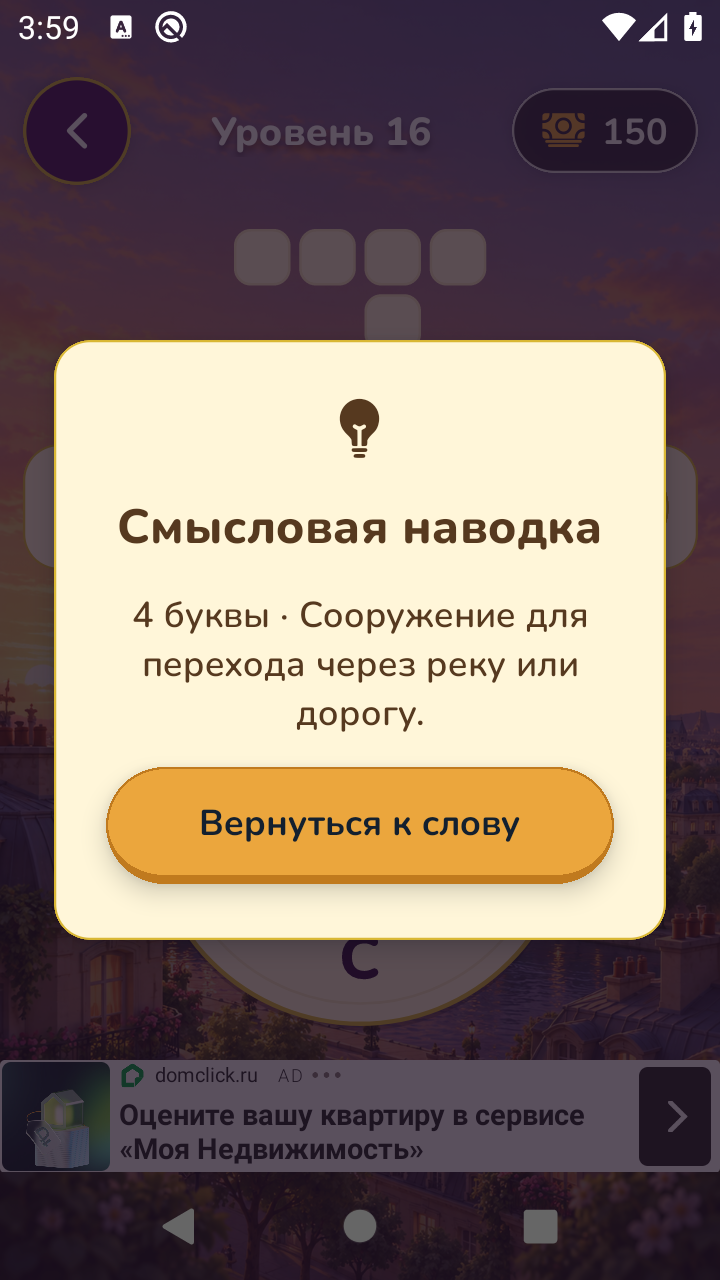 3:59
Уровень 16
150
Смысловая наводка
4 буквы · Сооружение для
перехода через реку или
дорогу.
Вернуться к слову
С
domclick.ru AD
Оцените вашу квартиру в сервисе
«Моя Недвижимость»